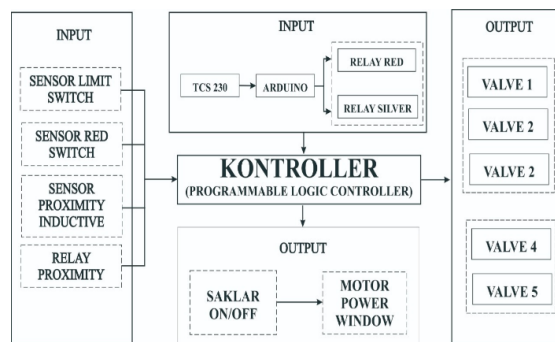 INPUT
SENSOR LIMIT
SWITCH
SENSOR RED
SWITCH
SENSOR
PROXIMITY
INDUCTIVE
RELAY
PROXIMITY
INPUT
TCS 230
ARDUINO
RELAY RED
RELAY SILVER
KONTROLLER
(PROGRAMMABLE LOGIC CONTROLLER)
OUTPUT
SAKLAR
ON/OFF
MOTOR
POWER
WINDOW
OUTPUT
VALVE 1
VALVE 2
VALVE 2
VALVE 4
VALVE 5